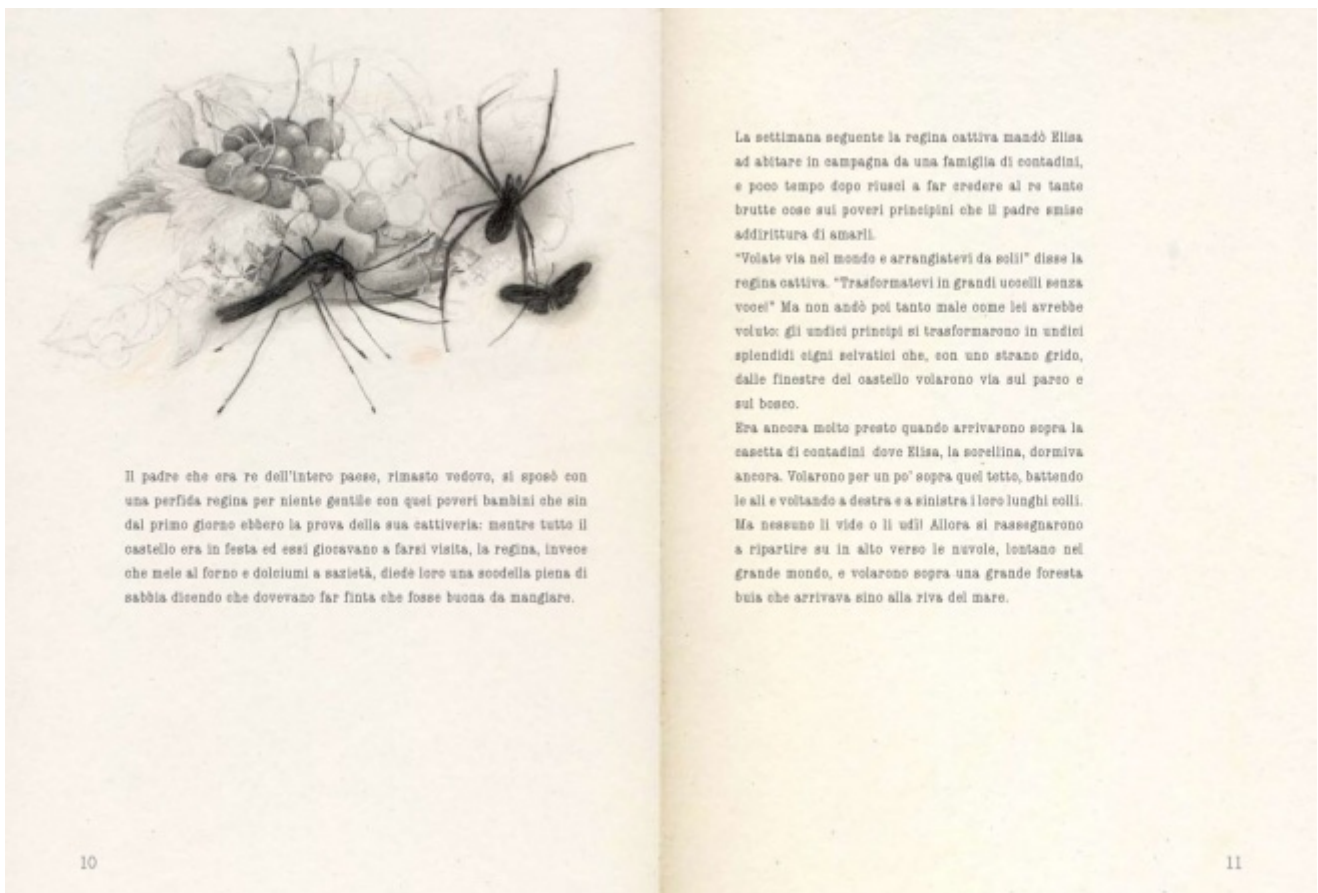 Il padre che era re dell'intero paese, rimasto vedovo, si sposò con
una perfida regina per niente gentile con quei poveri bambini che sin
dal primo giorno ebbero la prova della sua cattiveria: mentre tutto il
castello era in festa ed essi giocavano a farsi visita, la regina, invece
che mele al forno e dolciumi a sazietà, diede loro una scodella piena di
sabbia dicendo che dovevano far finta che fosse buona da mangiare.
10
La settimana seguente la regina cattiva mandò Elisa
ad abitare in campagna da una famiglia di contadini,
e poco tempo dopo riuscì a far credere al re tante
brutte cose sui poveri principini che il padre smise
addirittura di amarli.
"Volate via nel mondo e arrangiatevi da soli!" disse la
regina cattiva. "Trasformatevi in grandi uccelli senza
voce!" Ma non andò poi tanto male come lei avrebbe
voluto: gli undici principi si trasformarono in undici
splendidi cigni selvatici che, con uno strano grido,
dalle finestre del castello volarono via sul parco e
sul bosco.
Era ancora molto presto quando arrivarono sopra la
casetta di contadini dove Elisa, la sorellina, dormiva
ancora. Volarono per un po' sopra quel tetto, battendo
le ali e voltando a destra e a sinistra i loro lunghi colli.
Ma nessuno li vide o li udì! Allora si rassegnarono
a ripartire su in alto verso le nuvole, lontano nel
grande mondo, e volarono sopra una grande foresta
buia che arrivava sino alla riva del mare.
11